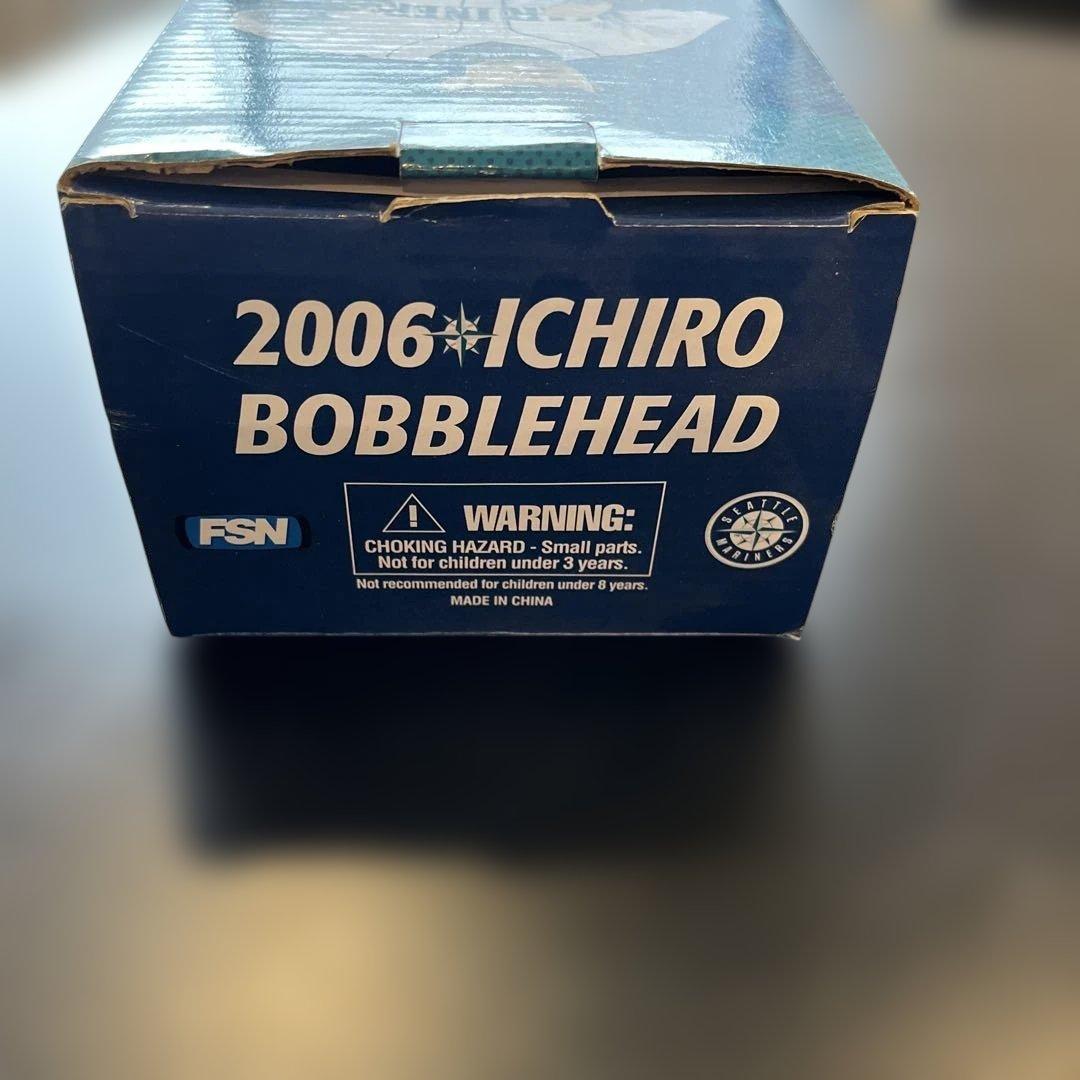 2006 ICHIRO
BOBBLEHEAD
FSN
WARNING:
CHOKING HAZARD - Small parts.
Not for children under 3 years.
Not recommended for children under 8 years.
MADE IN CHINA
SEATTLE
MARINERS